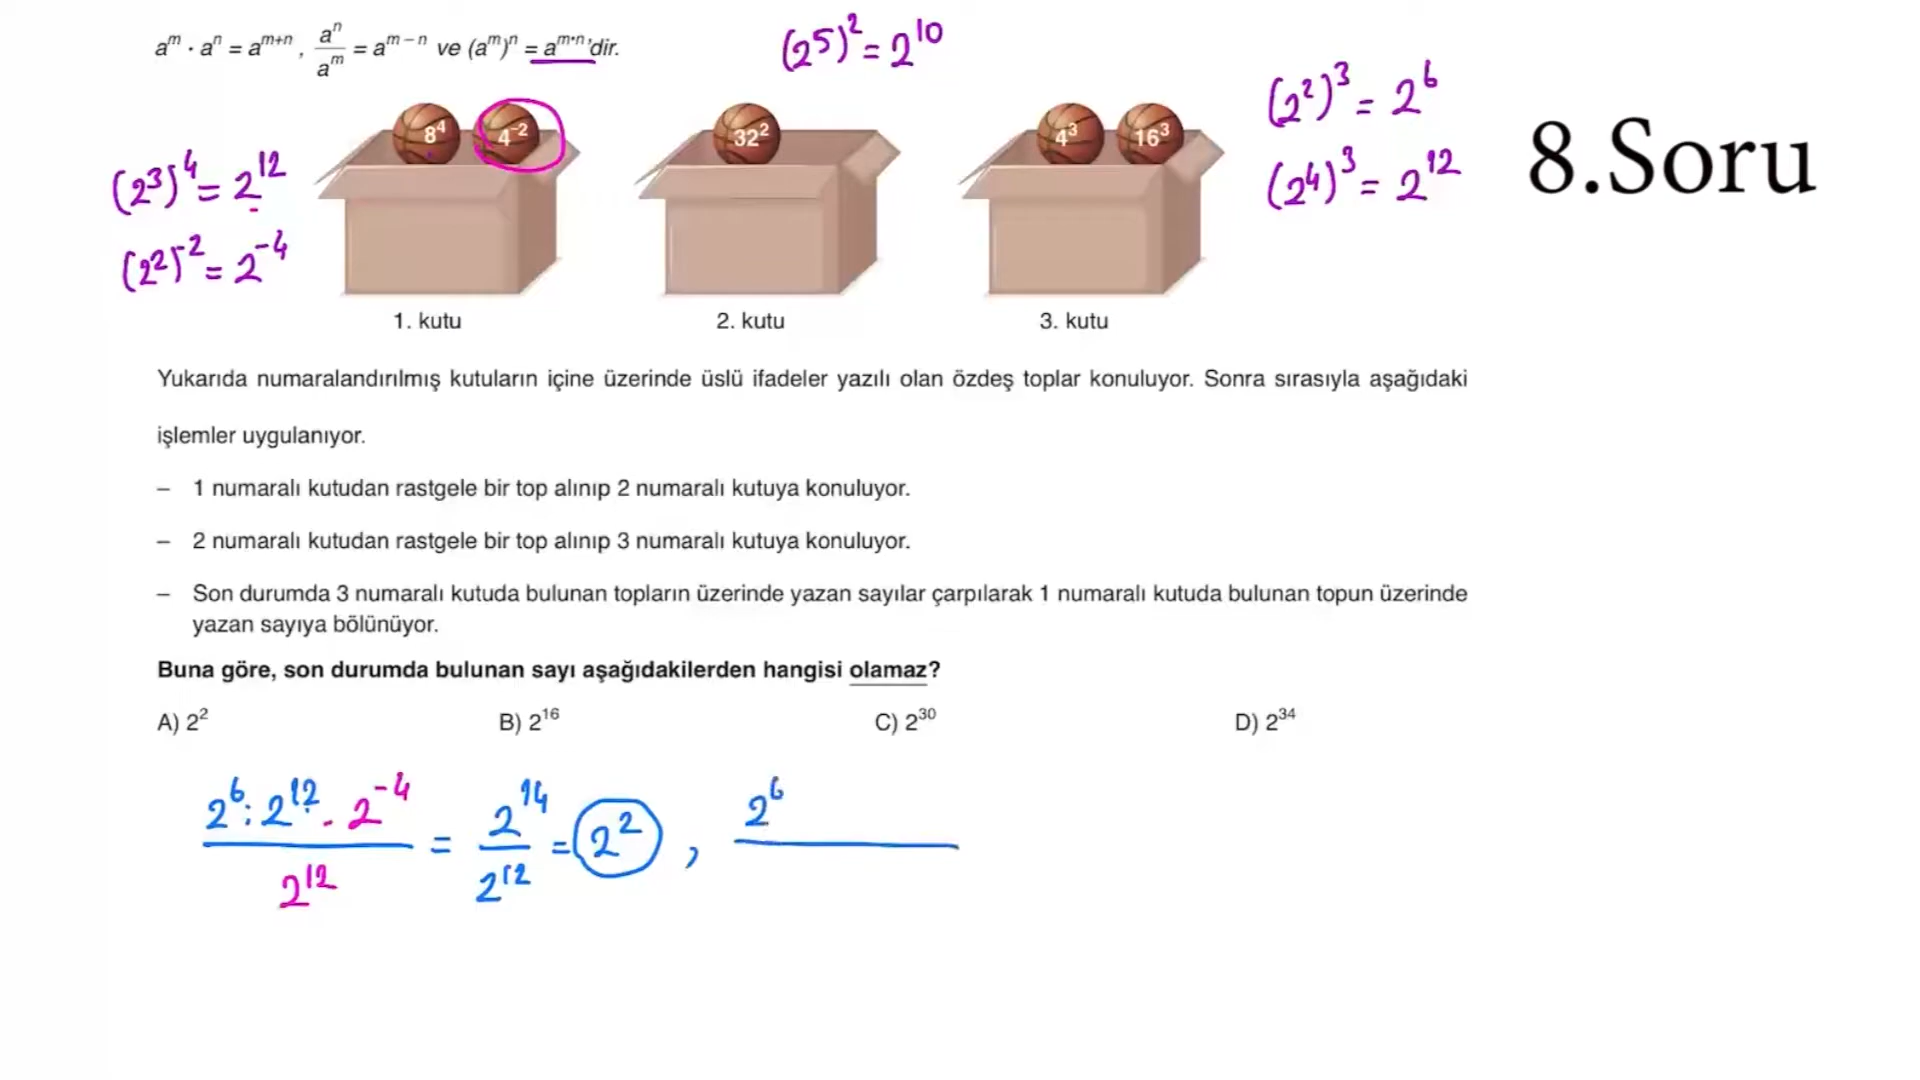 aᵐ · aⁿ = aᵐ⁺ⁿ , aⁿ/aᵐ = aᵐ⁻ⁿ ve (aᵐ)ⁿ = aᵐ·ⁿ'dir.
(2⁵)² = 2¹⁰
8⁴ 4⁻² 32² 4³ 16³
(2³)⁴ = 2¹²
(2²)⁻² = 2⁻⁴
(2²)³ = 2⁶
(2⁴)³ = 2¹²
8.Soru
1. kutu 2. kutu 3. kutu
Yukarıda numaralandırılmış kutuların içine üzerinde üslü ifadeler yazılı olan özdeş toplar konuluyor. Sonra sırasıyla aşağıdaki
işlemler uygulanıyor.
– 1 numaralı kutudan rastgele bir top alınıp 2 numaralı kutuya konuluyor.
– 2 numaralı kutudan rastgele bir top alınıp 3 numaralı kutuya konuluyor.
– Son durumda 3 numaralı kutuda bulunan topların üzerinde yazan sayılar çarpılarak 1 numaralı kutuda bulunan topun üzerinde
yazan sayıya bölünüyor.
Buna göre, son durumda bulunan sayı aşağıdakilerden hangisi olamaz?
A) 2² B) 2¹⁶ C) 2³⁰ D) 2³⁴
2⁶ : 2¹² . 2⁻⁴ / 2¹² = 2¹⁴ / 2¹² = 2² , 2⁶